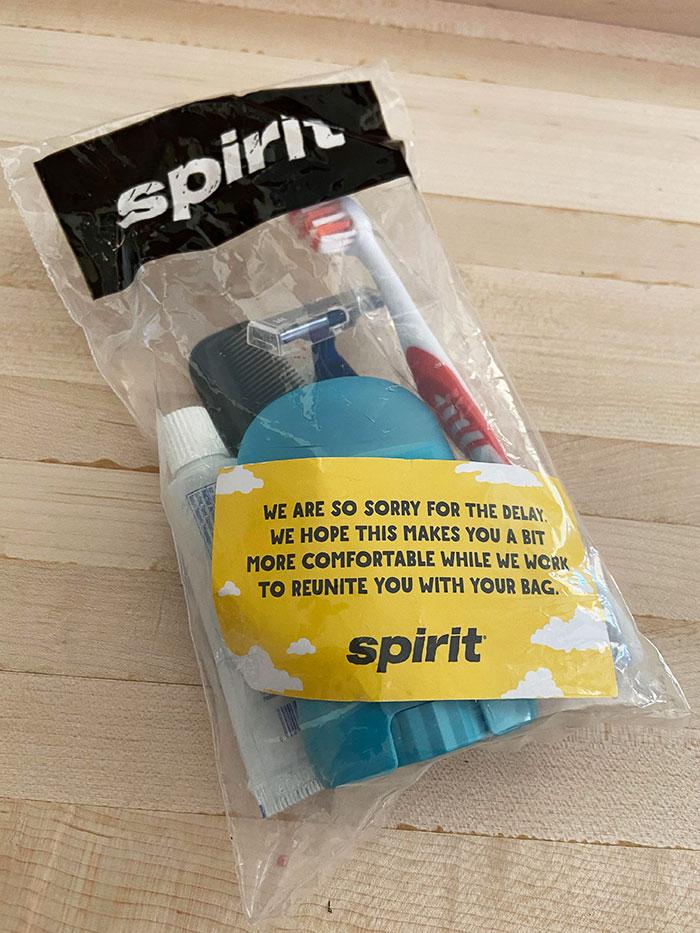 spirit
WE ARE SO SORRY FOR THE DELAY.
WE HOPE THIS MAKES YOU A BIT
MORE COMFORTABLE WHILE WE WORK
TO REUNITE YOU WITH YOUR BAG.
spirit